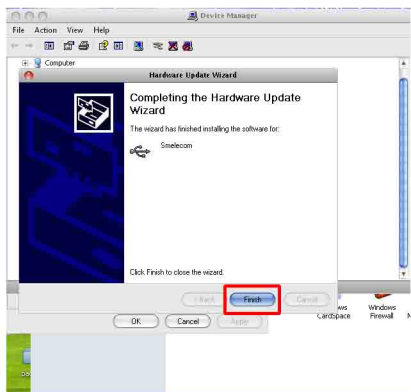 Device Manager
File Action View Help
Computer
Hardware Update Wizard
Completing the Hardware Update
Wizard
The wizard has finished installing the software for:
Smelecom
Click Finish to close the wizard.
< Back Finish Cancel
OK Cancel Apply
CardSpace
Windows
Firewall